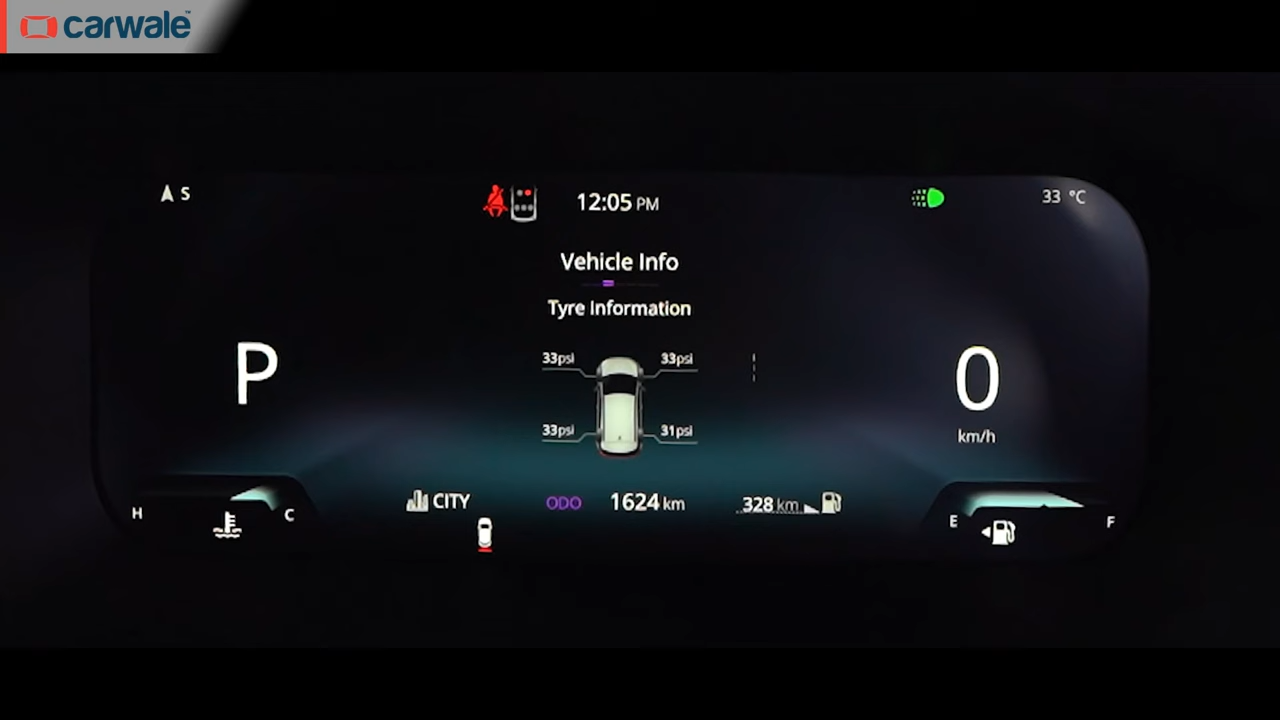 carwale™
S
12:05 PM
33 °C
Vehicle Info
Tyre Information
33psi
33psi
P
0
km/h
33psi
31psi
H
C
CITY
ODO
1624 km
328 km
E
F